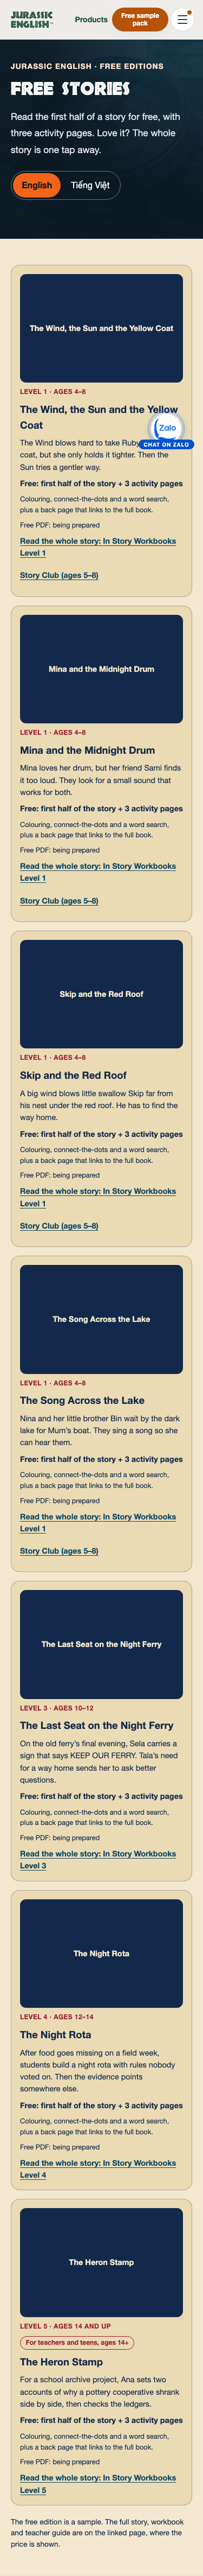 JURASSIC
ENGLISH™
Products
Free sample
pack
JURASSIC ENGLISH · FREE EDITIONS
FREE STORIES
Read the first half of a story for free, with
three activity pages. Love it? The whole
story is one tap away.
English
Tiếng Việt
The Wind, the Sun and the Yellow Coat
LEVEL 1 · AGES 4–8
The Wind, the Sun and the Yellow
Coat
Zalo
CHAT ON ZALO
The Wind blows hard to take Ruby
coat, but she only holds it tighter. Then the
Sun tries a gentler way.
Free: first half of the story + 3 activity pages
Colouring, connect-the-dots and a word search,
plus a back page that links to the full book.
Free PDF: being prepared
Read the whole story: In Story Workbooks
Level 1
Story Club (ages 5–8)
Mina and the Midnight Drum
LEVEL 1 · AGES 4–8
Mina and the Midnight Drum
Mina loves her drum, but her friend Sami finds
it too loud. They look for a small sound that
works for both.
Free: first half of the story + 3 activity pages
Colouring, connect-the-dots and a word search,
plus a back page that links to the full book.
Free PDF: being prepared
Read the whole story: In Story Workbooks
Level 1
Story Club (ages 5–8)
Skip and the Red Roof
LEVEL 1 · AGES 4–8
Skip and the Red Roof
A big wind blows little swallow Skip far from
his nest under the red roof. He has to find the
way home.
Free: first half of the story + 3 activity pages
Colouring, connect-the-dots and a word search,
plus a back page that links to the full book.
Free PDF: being prepared
Read the whole story: In Story Workbooks
Level 1
Story Club (ages 5–8)
The Song Across the Lake
LEVEL 1 · AGES 4–8
The Song Across the Lake
Nina and her little brother Bin wait by the dark
lake for Mum's boat. They sing a song so she
can hear them.
Free: first half of the story + 3 activity pages
Colouring, connect-the-dots and a word search,
plus a back page that links to the full book.
Free PDF: being prepared
Read the whole story: In Story Workbooks
Level 1
Story Club (ages 5–8)
The Last Seat on the Night Ferry
LEVEL 3 · AGES 10–12
The Last Seat on the Night Ferry
On the old ferry's final evening, Sela carries a
sign that says KEEP OUR FERRY. Tala's need
for a way home sends her to ask better
questions.
Free: first half of the story + 3 activity pages
Colouring, connect-the-dots and a word search,
plus a back page that links to the full book.
Free PDF: being prepared
Read the whole story: In Story Workbooks
Level 3
The Night Rota
LEVEL 4 · AGES 12–14
The Night Rota
After food goes missing on a field week,
students build a night rota with rules nobody
voted on. Then the evidence points
somewhere else.
Free: first half of the story + 3 activity pages
Colouring, connect-the-dots and a word search,
plus a back page that links to the full book.
Free PDF: being prepared
Read the whole story: In Story Workbooks
Level 4
The Heron Stamp
LEVEL 5 · AGES 14 AND UP
For teachers and teens, ages 14+
The Heron Stamp
For a school archive project, Ana sets two
accounts of why a pottery cooperative shrank
side by side, then checks the ledgers.
Free: first half of the story + 3 activity pages
Colouring, connect-the-dots and a word search,
plus a back page that links to the full book.
Free PDF: being prepared
Read the whole story: In Story Workbooks
Level 5
The free edition is a sample. The full story, workbook
and teacher guide are on the linked page, where the
price is shown.